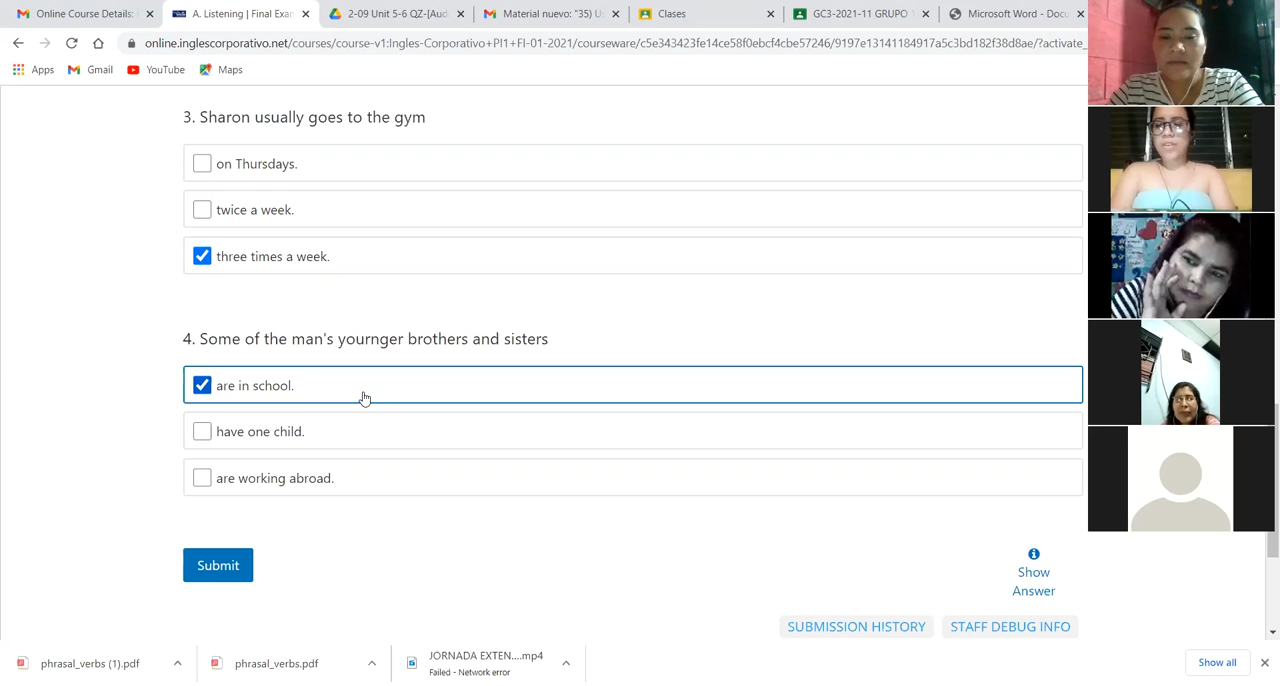 Online Course Details:
A. Listening | Final Exan
2-09 Unit 5-6 QZ-[Aud
Material nuevo: "35) U
Clases
GC3-2021-11 GRUPO
Microsoft Word - Docu
online.inglescorporativo.net/courses/course-v1:Ingles-Corporativo+PI1+FI-01-2021/courseware/c5e343423fe14ce58f0ebcf4cbe57246/9197e13141184917a5c3bd182f38d8ae/?activate_
Apps
Gmail
YouTube
Maps
3. Sharon usually goes to the gym
on Thursdays.
twice a week.
three times a week.
4. Some of the man's yournger brothers and sisters
are in school.
have one child.
are working abroad.
Submit
Show
Answer
SUBMISSION HISTORY
STAFF DEBUG INFO
phrasal_verbs (1).pdf
phrasal_verbs.pdf
JORNADA EXTEN....mp4
Failed - Network error
Show all